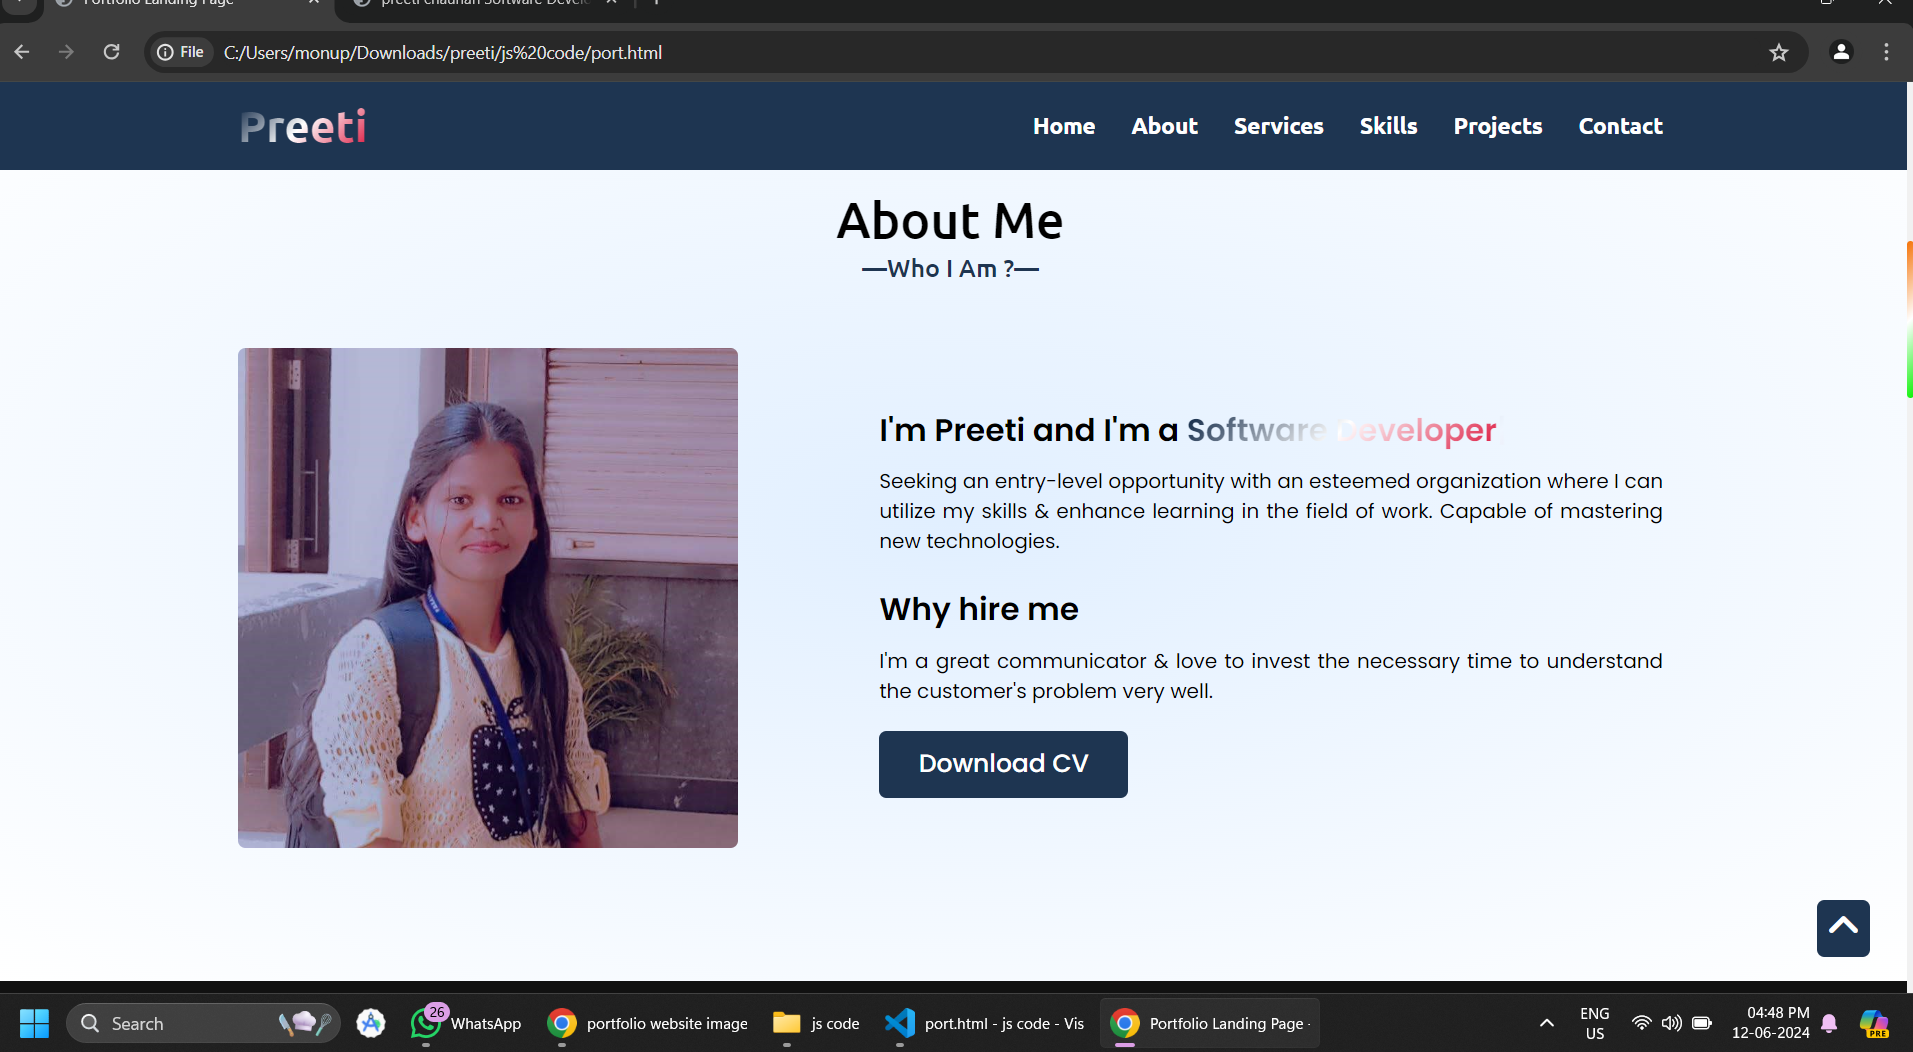 Portfolio Landing Page
preeti chauhan Software Devel
File C:/Users/monup/Downloads/preeti/js%20code/port.html
Preeti Home About Services Skills Projects Contact
About Me
—Who I Am ?—
I'm Preeti and I'm a Software Developer
Seeking an entry-level opportunity with an esteemed organization where I can
utilize my skills & enhance learning in the field of work. Capable of mastering
new technologies.
Why hire me
I'm a great communicator & love to invest the necessary time to understand
the customer's problem very well.
Download CV
Search
26
WhatsApp
portfolio website image
js code
port.html - js code - Vis
Portfolio Landing Page -
ENG
US
04:48 PM
12-06-2024
PRE